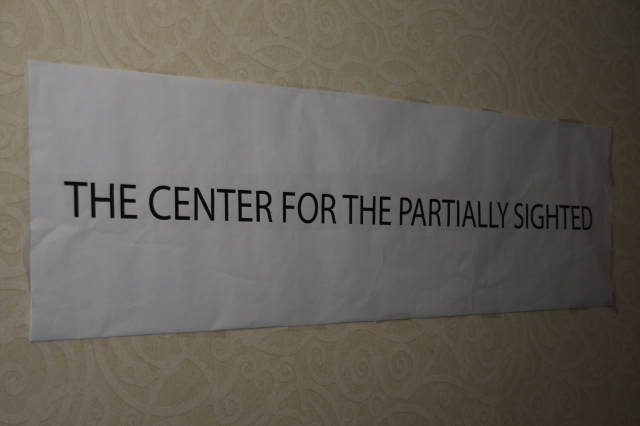 THE CENTER FOR THE PARTIALLY SIGHTED